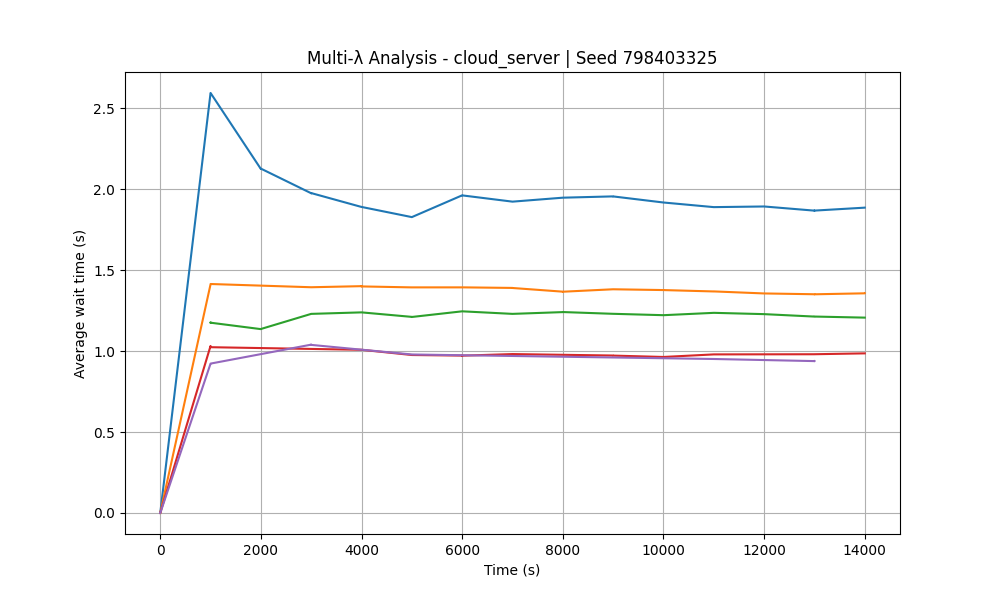 Multi-λ Analysis - cloud_server | Seed 798403325
Average wait time (s)
2.5
2.0
1.5
1.0
0.5
0.0
0 2000 4000 6000 8000 10000 12000 14000
Time (s)